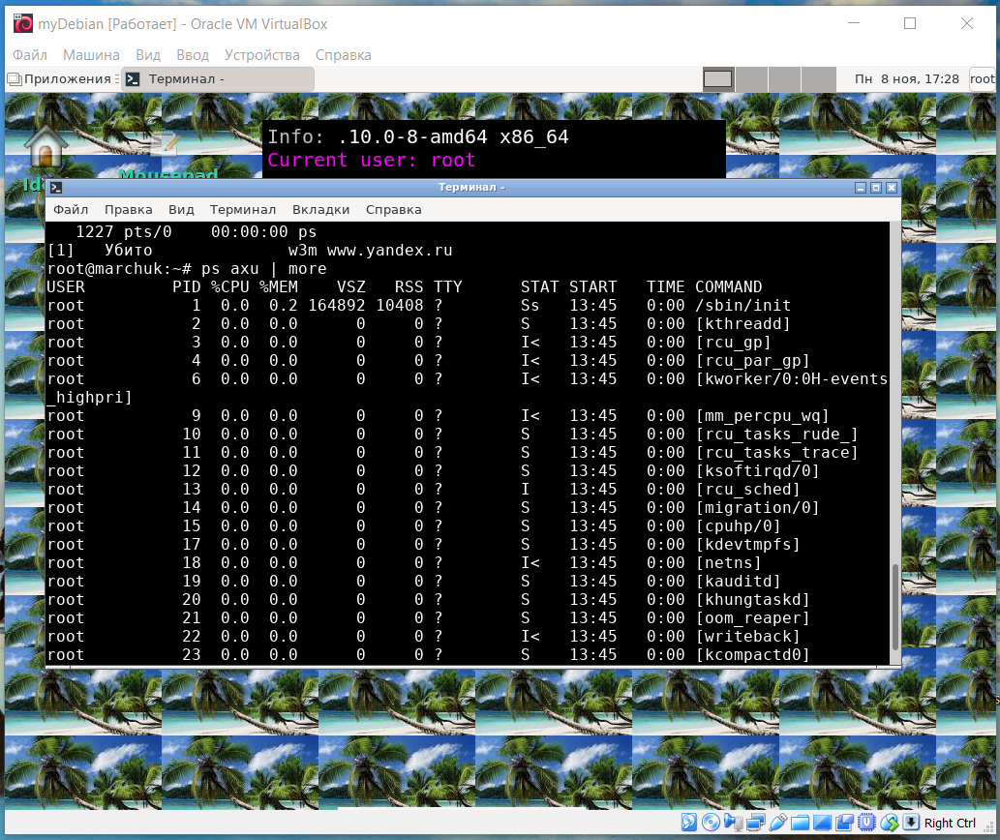 myDebian [Работает] - Oracle VM VirtualBox
Файл Машина Вид Ввод Устройства Справка
Приложения Терминал - Пн 8 ноя, 17:28 root
Info: .10.0-8-amd64 x86_64
Current user: root
Mousepad
Терминал -
Файл Правка Вид Терминал Вкладки Справка
1227 pts/0 00:00:00 ps
[1] Убито w3m www.yandex.ru
root@marchuk:~# ps axu | more
USER PID %CPU %MEM VSZ RSS TTY STAT START TIME COMMAND
root 1 0.0 0.2 164892 10408 ? Ss 13:45 0:00 /sbin/init
root 2 0.0 0.0 0 0 ? S 13:45 0:00 [kthreadd]
root 3 0.0 0.0 0 0 ? I< 13:45 0:00 [rcu_gp]
root 4 0.0 0.0 0 0 ? I< 13:45 0:00 [rcu_par_gp]
root 6 0.0 0.0 0 0 ? I< 13:45 0:00 [kworker/0:0H-events
_highpri]
root 9 0.0 0.0 0 0 ? I< 13:45 0:00 [mm_percpu_wq]
root 10 0.0 0.0 0 0 ? S 13:45 0:00 [rcu_tasks_rude_]
root 11 0.0 0.0 0 0 ? S 13:45 0:00 [rcu_tasks_trace]
root 12 0.0 0.0 0 0 ? S 13:45 0:00 [ksoftirqd/0]
root 13 0.0 0.0 0 0 ? I 13:45 0:00 [rcu_sched]
root 14 0.0 0.0 0 0 ? S 13:45 0:00 [migration/0]
root 15 0.0 0.0 0 0 ? S 13:45 0:00 [cpuhp/0]
root 17 0.0 0.0 0 0 ? S 13:45 0:00 [kdevtmpfs]
root 18 0.0 0.0 0 0 ? I< 13:45 0:00 [netns]
root 19 0.0 0.0 0 0 ? S 13:45 0:00 [kauditd]
root 20 0.0 0.0 0 0 ? S 13:45 0:00 [khungtaskd]
root 21 0.0 0.0 0 0 ? S 13:45 0:00 [oom_reaper]
root 22 0.0 0.0 0 0 ? I< 13:45 0:00 [writeback]
root 23 0.0 0.0 0 0 ? S 13:45 0:00 [kcompactd0]
Right Ctrl